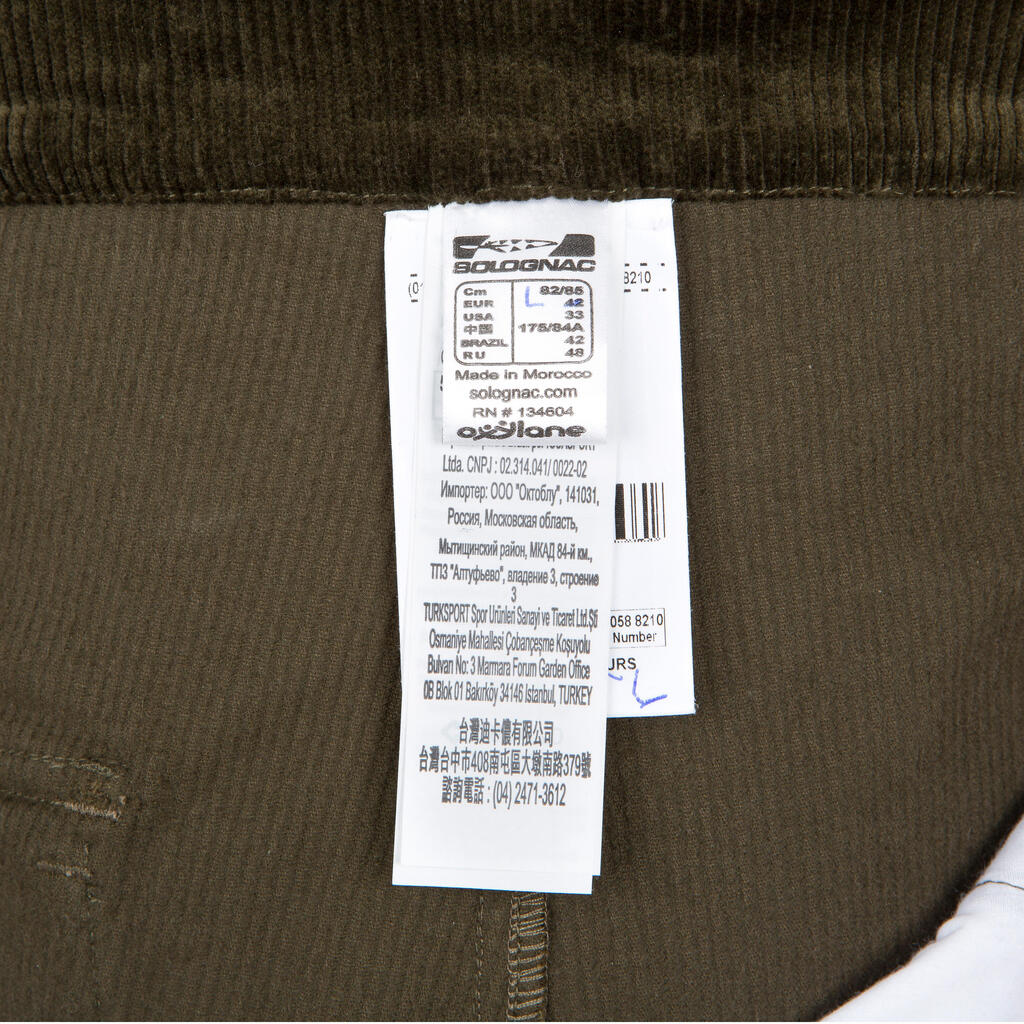 SOLOGNAC
Cm 82/85
EUR L 42
USA 33
中國 175/84A
BRAZIL 42
RU 48
Made in Morocco
solognac.com
RN # 134604
oxylane
8210
Ltda. CNPJ : 02.314.041/ 0022-02
Импортер: ООО "Октоблу", 141031,
Россия, Московская область,
Мытищинский район, МКАД 84-й км.,
ТПЗ "Алтуфьево", владение 3, строение
3
TURKSPORT Spor Urünleri Sanayi ve Ticaret Ltd.Şti
Osmaniye Mahallesi Çobançeşme Koşuyolu
Bulvarı No: 3 Marmara Forum Garden Office
0B Blok 01 Bakırköy 34146 Istanbul, TURKEY
台灣迪卡儂有限公司
台灣台中市408南屯區大墩南路379號
諮詢電話 : (04) 2471-3612
058 8210
Number
URS
L